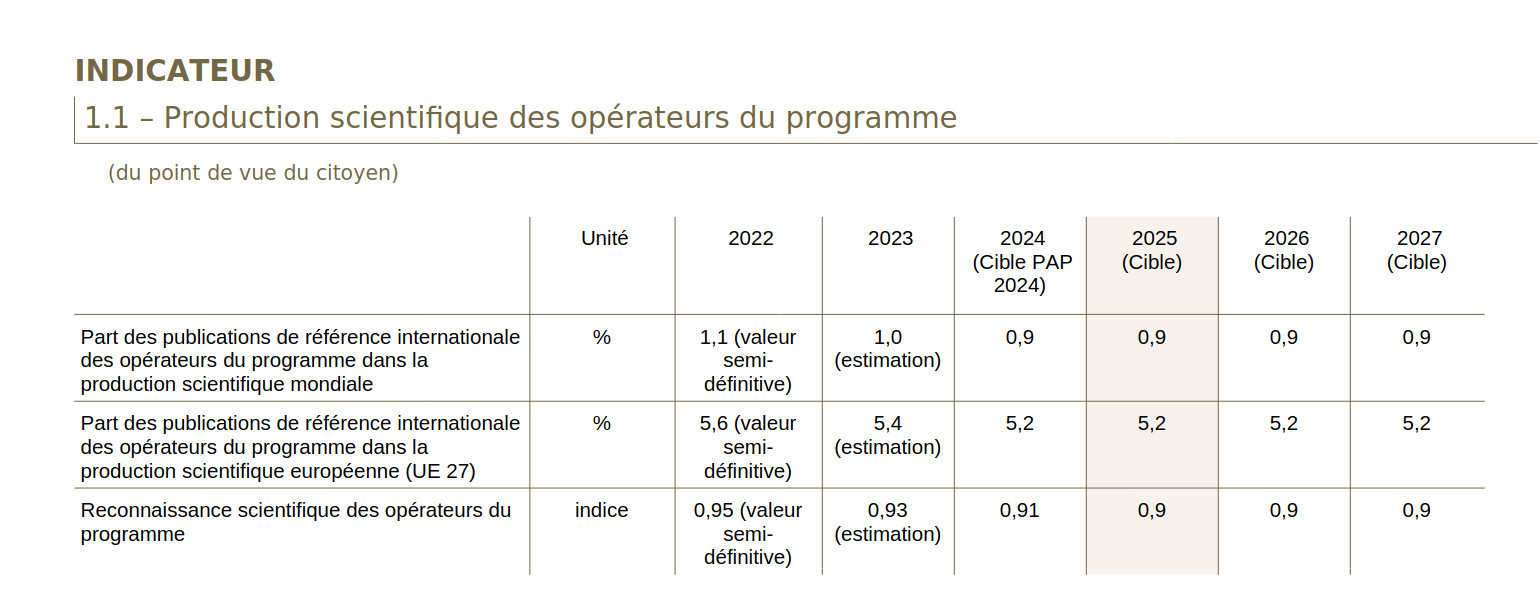 INDICATEUR
1.1 – Production scientifique des opérateurs du programme
(du point de vue du citoyen)
Unité 2022 2023 2024 2025 2026 2027
(Cible PAP (Cible) (Cible) (Cible)
2024)
Part des publications de référence internationale % 1,1 (valeur 1,0 0,9 0,9 0,9 0,9
des opérateurs du programme dans la semi- (estimation)
production scientifique mondiale définitive)
Part des publications de référence internationale % 5,6 (valeur 5,4 5,2 5,2 5,2 5,2
des opérateurs du programme dans la semi- (estimation)
production scientifique européenne (UE 27) définitive)
Reconnaissance scientifique des opérateurs du indice 0,95 (valeur 0,93 0,91 0,9 0,9 0,9
programme semi- (estimation)
définitive)